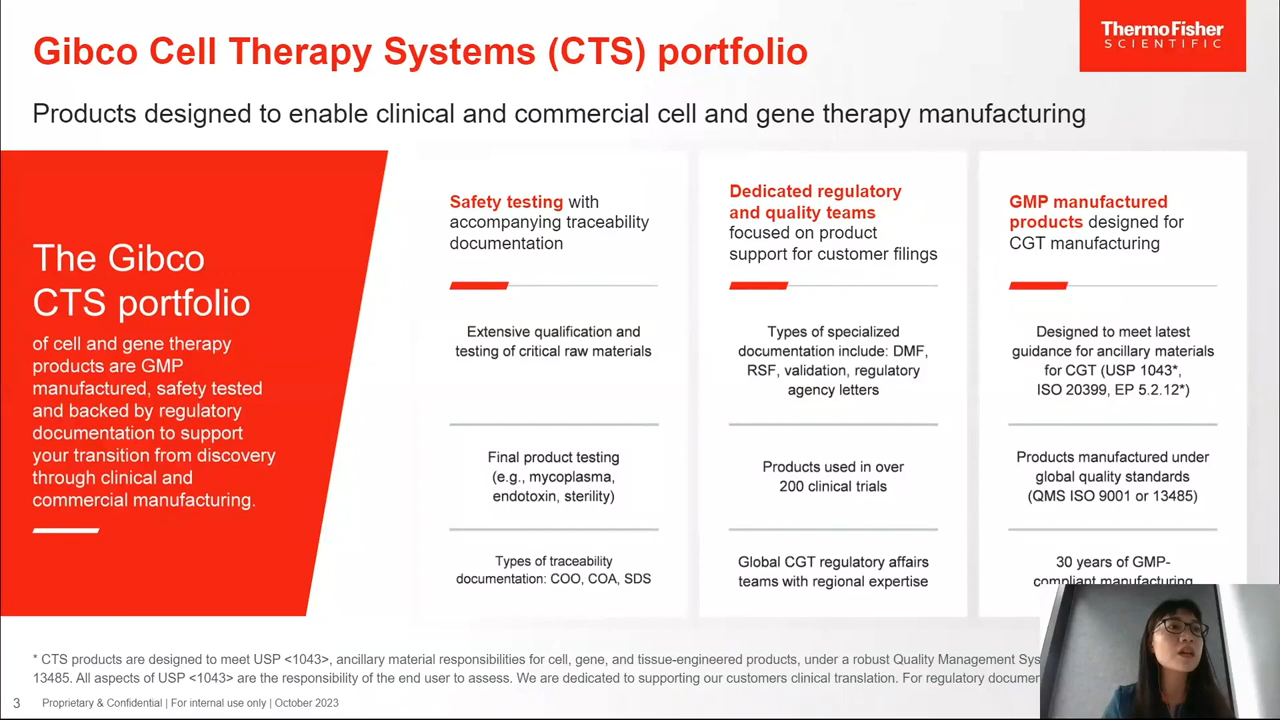 Gibco Cell Therapy Systems (CTS) portfolio
ThermoFisher
SCIENTIFIC
Products designed to enable clinical and commercial cell and gene therapy manufacturing
The Gibco
CTS portfolio
of cell and gene therapy
products are GMP
manufactured, safety tested
and backed by regulatory
documentation to support
your transition from discovery
through clinical and
commercial manufacturing.
Safety testing with
accompanying traceability
documentation
Extensive qualification and
testing of critical raw materials
Final product testing
(e.g., mycoplasma,
endotoxin, sterility)
Types of traceability
documentation: COO, COA, SDS
Dedicated regulatory
and quality teams
focused on product
support for customer filings
Types of specialized
documentation include: DMF,
RSF, validation, regulatory
agency letters
Products used in over
200 clinical trials
Global CGT regulatory affairs
teams with regional expertise
GMP manufactured
products designed for
CGT manufacturing
Designed to meet latest
guidance for ancillary materials
for CGT (USP 1043*,
ISO 20399, EP 5.2.12*)
Products manufactured under
global quality standards
(QMS ISO 9001 or 13485)
30 years of GMP-
compliant manufacturing
* CTS products are designed to meet USP <1043>, ancillary material responsibilities for cell, gene, and tissue-engineered products, under a robust Quality Management
13485. All aspects of USP <1043> are the responsibility of the end user to assess. We are dedicated to supporting our customers clinical translation. For regulatory
3 Proprietary & Confidential | For internal use only | October 2023